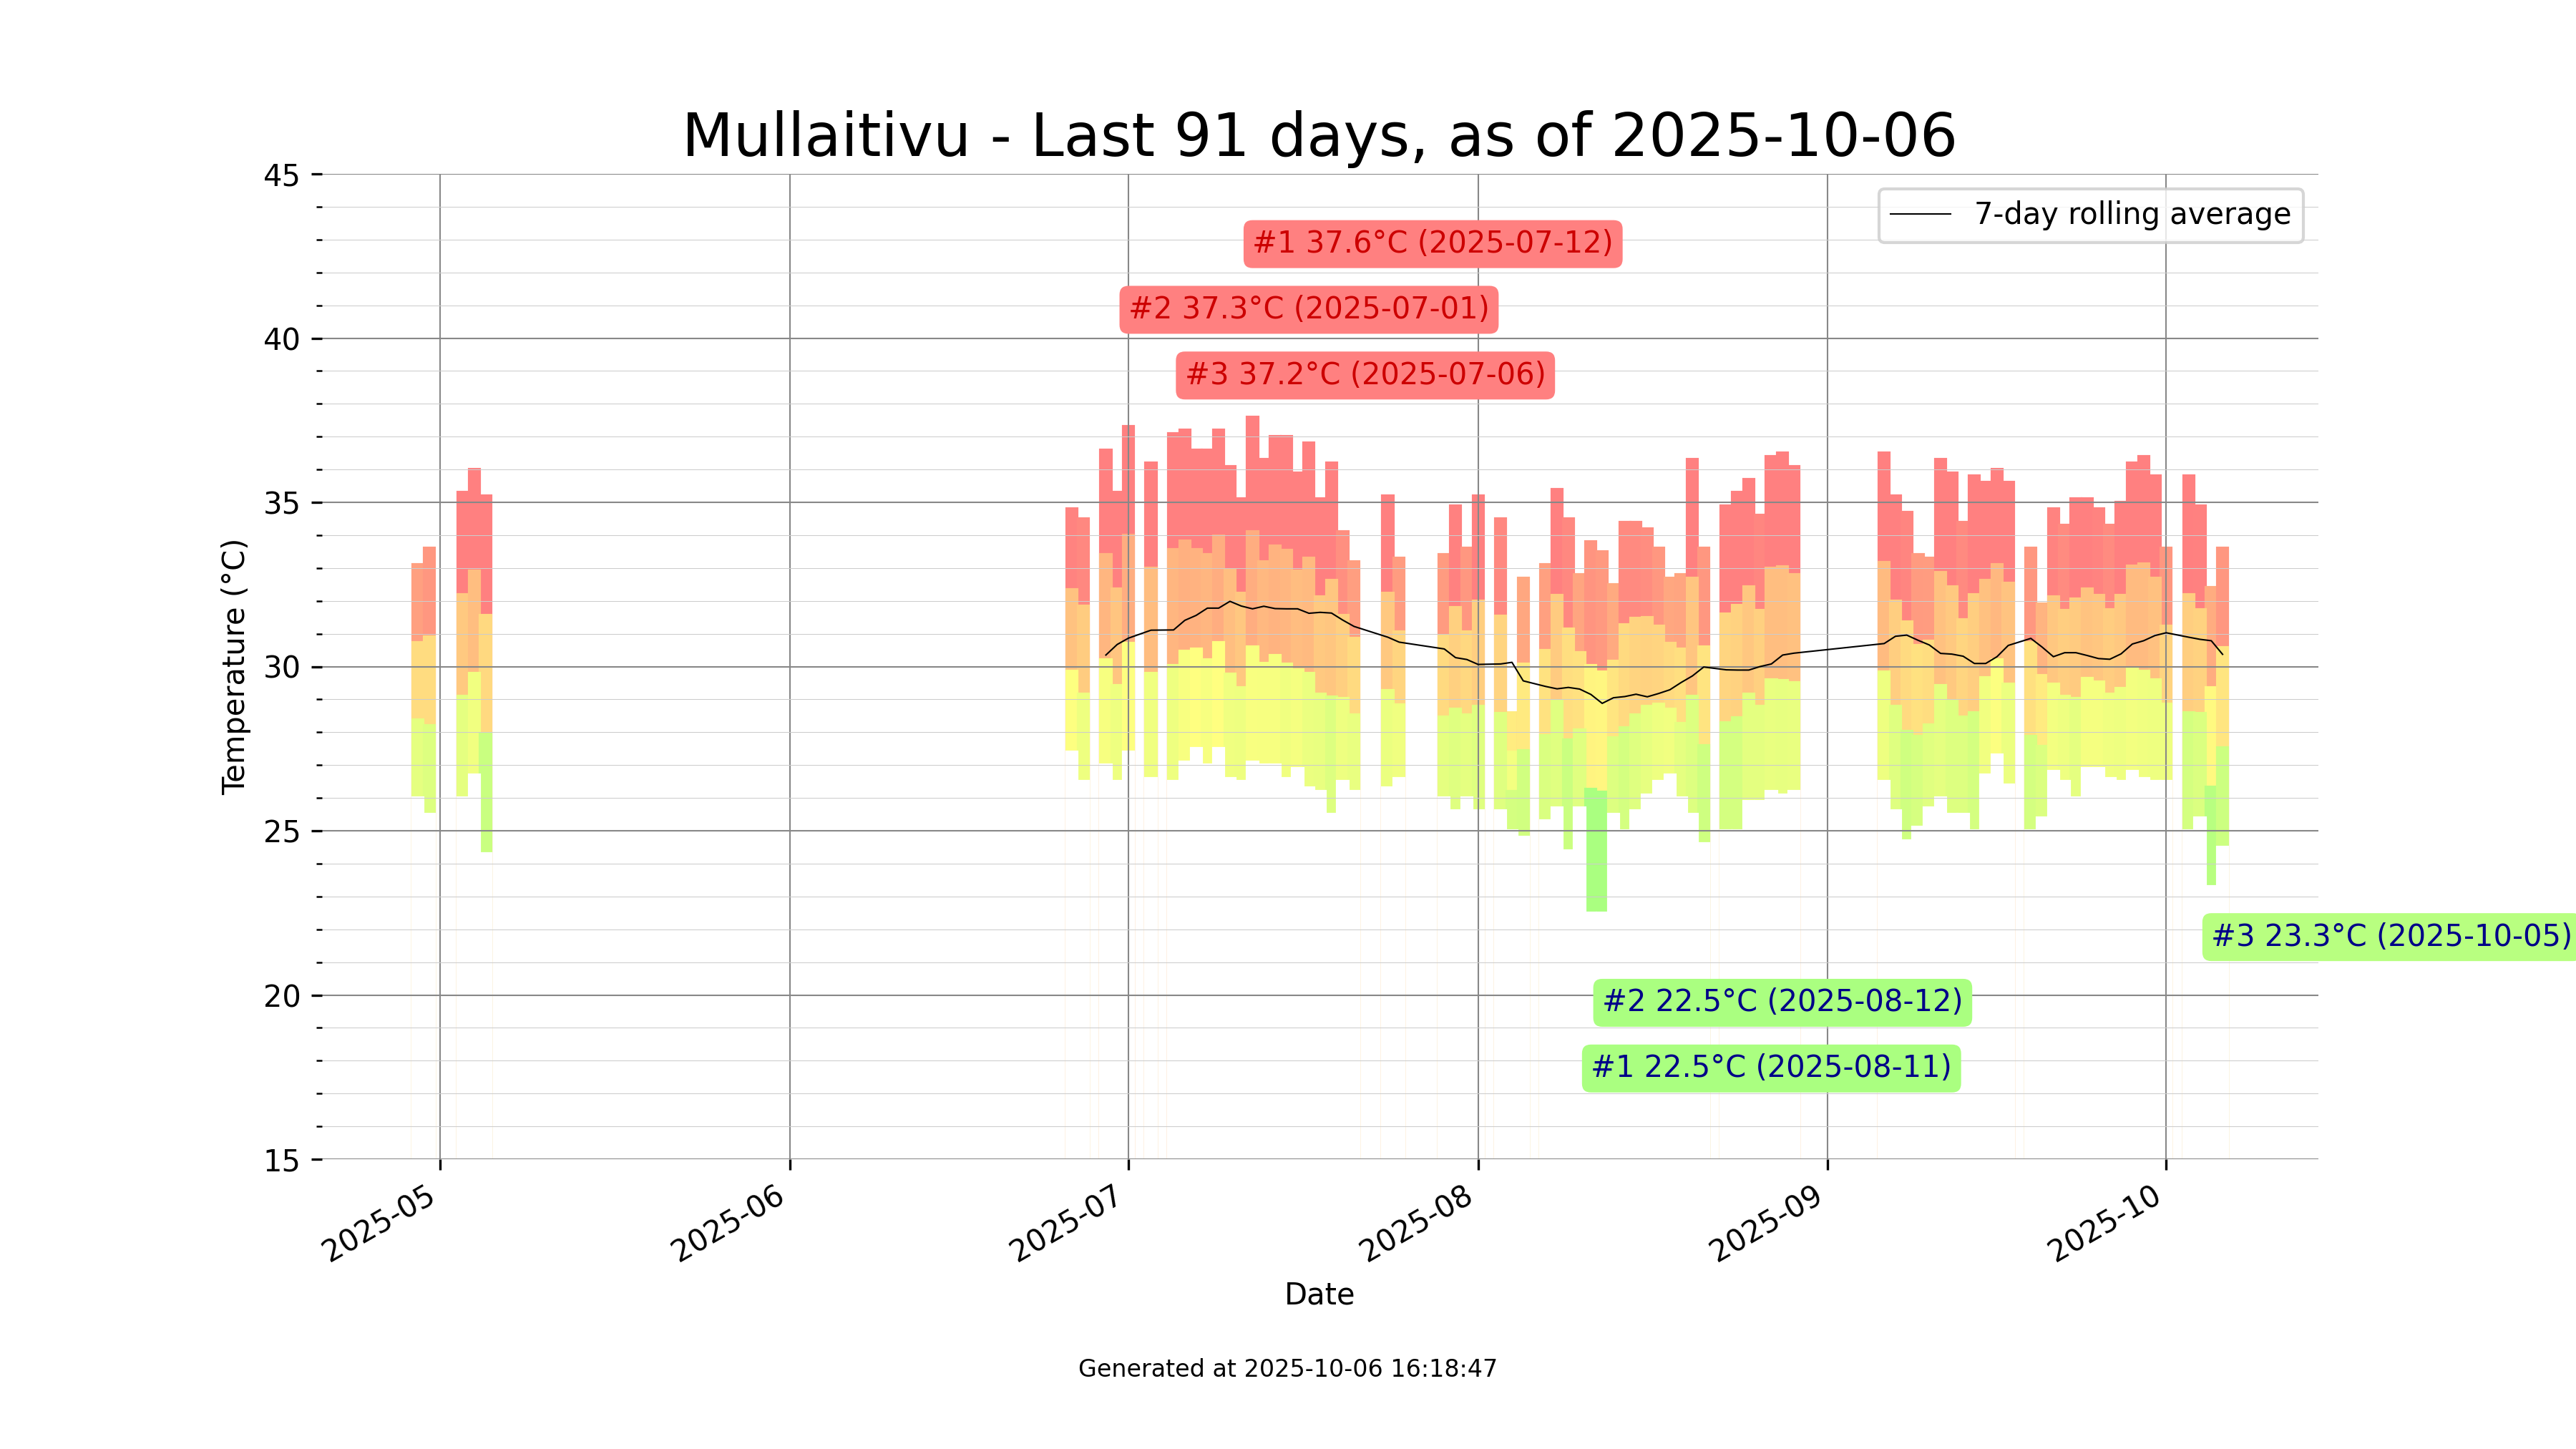 Mullaitivu - Last 91 days, as of 2025-10-06
45
7-day rolling average
#1 37.6°C (2025-07-12)
#2 37.3°C (2025-07-01)
40
#3 37.2°C (2025-07-06)
35
Temperature (°C)
30
25
#3 23.3°C (2025-10-05)
20
#2 22.5°C (2025-08-12)
#1 22.5°C (2025-08-11)
15
2025-05
2025-06
2025-07
2025-08
2025-09
2025-10
Date
Generated at 2025-10-06 16:18:47